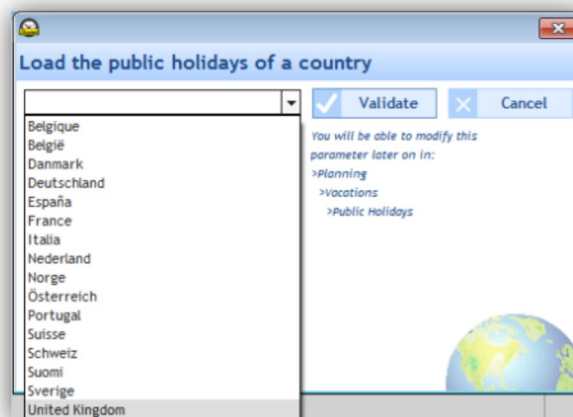 Load the public holidays of a country
Validate
Cancel
Belgique
België
Danmark
Deutschland
España
France
Italia
Nederland
Norge
Österreich
Portugal
Suisse
Schweiz
Suomi
Sverige
United Kingdom
You will be able to modify this
parameter later on in:
>Planning
>Vacations
>Public Holidays